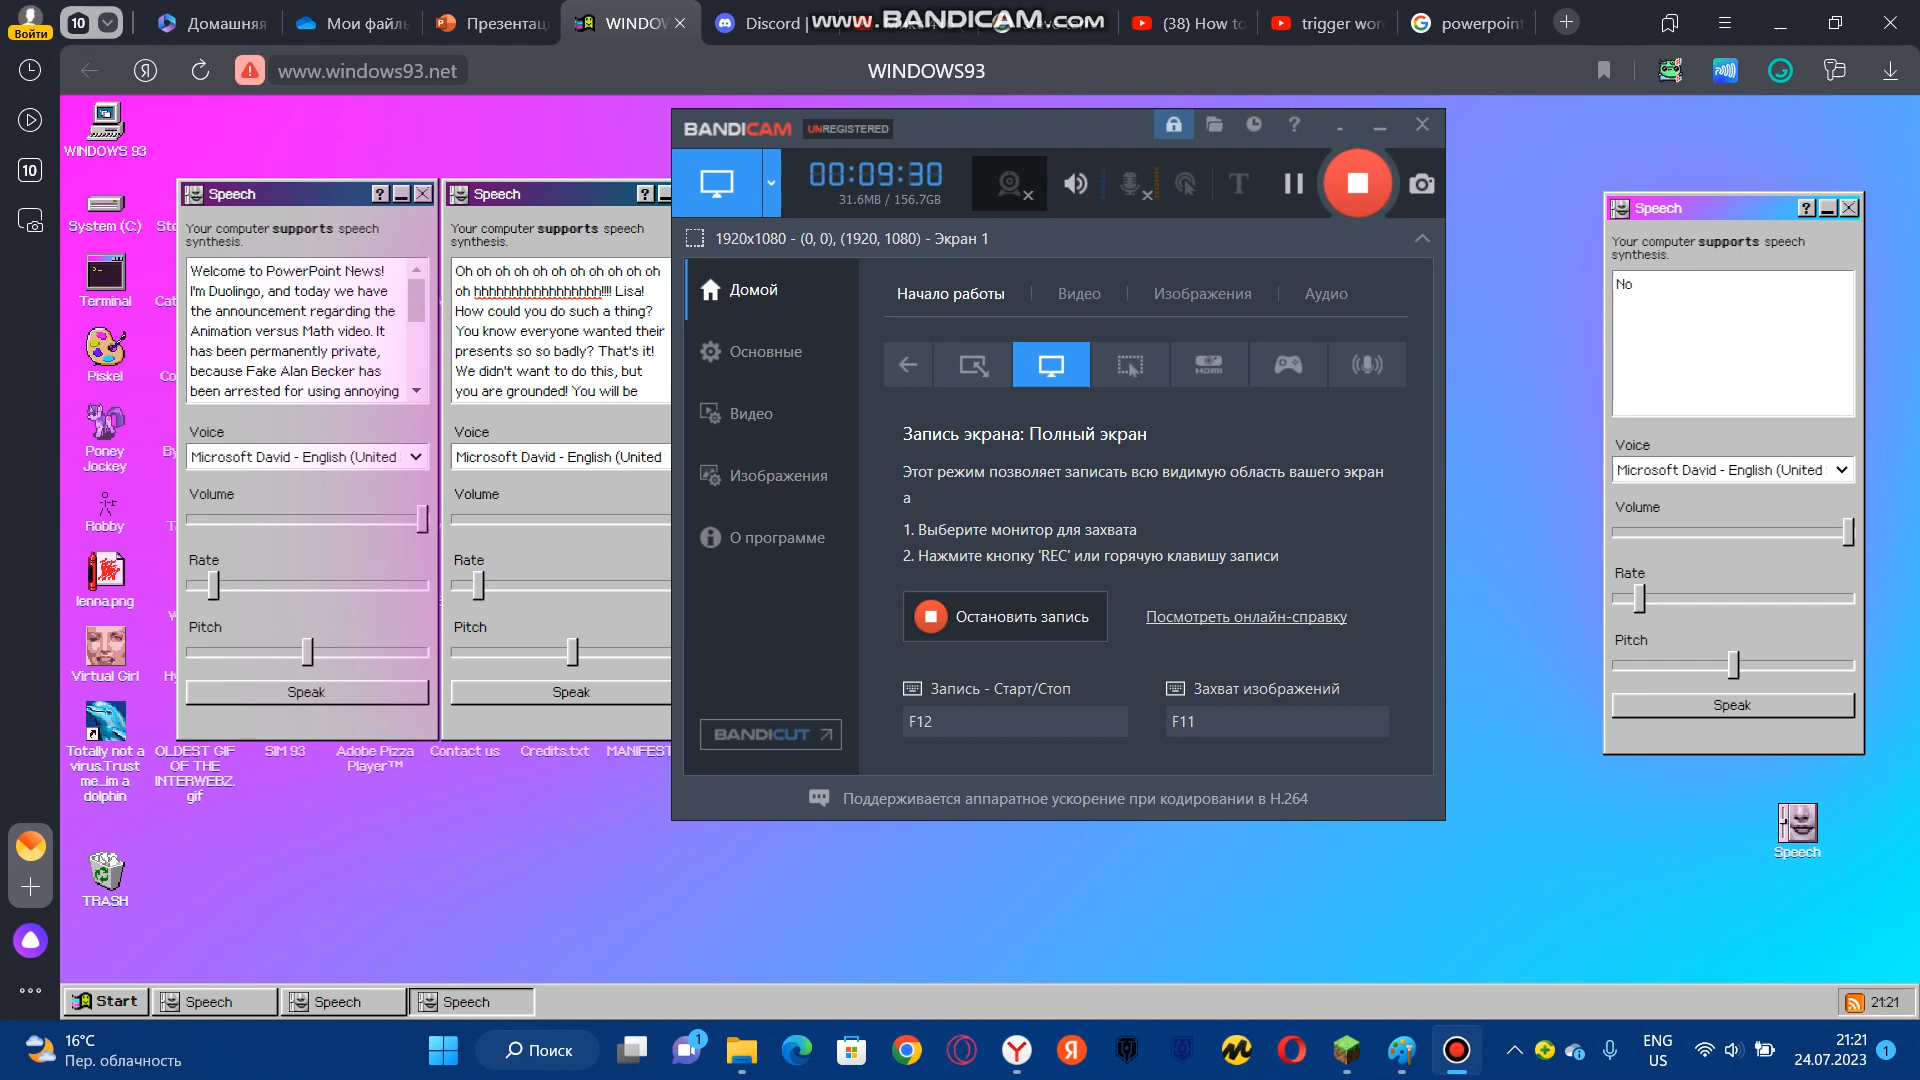 Войти
10
Домашняя
Мои файлы
Презентац
WINDOW
Discord |
www.BANDICAM.com
(38) How to
trigger wor
powerpoint
www.windows93.net
WINDOWS93
10
WINDOWS 93
System (C:)
Terminal
Piskel
Poney
Jockey
Robby
lenna.png
Virtual Girl
Totally not a
virus.Trust
me...im a
dolphin
TRASH
OLDEST GIF
OF THE
INTERWEBZ.
gif
SIM 93
Adobe Pizza
Player™
Contact us
Credits.txt
MANIFEST
Speech
Your computer supports speech
synthesis.
Welcome to PowerPoint News!
I'm Duolingo, and today we have
the announcement regarding the
Animation versus Math video. It
has been permanently private,
because Fake Alan Becker has
been arrested for using annoying
Voice
Microsoft David - English (United
Volume
Rate
Pitch
Speak
Speech
Your computer supports speech
synthesis.
Oh oh oh oh oh oh oh oh oh oh oh
oh hhhhhhhhhhhhhhhhh!!!! Lisa!
How could you do such a thing?
You know everyone wanted their
presents so so badly? That's it!
We didn't want to do this, but
you are grounded! You will be
Voice
Microsoft David - English (United
Volume
Rate
Pitch
Speak
BANDICAM UNREGISTERED
00:09:30
31.6MB / 156.7GB
1920x1080 - (0, 0), (1920, 1080) - Экран 1
Домой
Основные
Видео
Изображения
О программе
BANDICUT
Начало работы
Видео
Изображения
Аудио
HDMI
Запись экрана: Полный экран
Этот режим позволяет записать всю видимую область вашего экран
а
1. Выберите монитор для захвата
2. Нажмите кнопку 'REC' или горячую клавишу записи
Остановить запись
Посмотреть онлайн-справку
Запись - Старт/Стоп
F12
Захват изображений
F11
Поддерживается аппаратное ускорение при кодировании в H.264
Speech
Your computer supports speech
synthesis.
No
Voice
Microsoft David - English (United
Volume
Rate
Pitch
Speak
Speech
Start
Speech
Speech
Speech
21:21
16°C
Пер. облачность
Поиск
1
ENG
US
21:21
24.07.2023
1